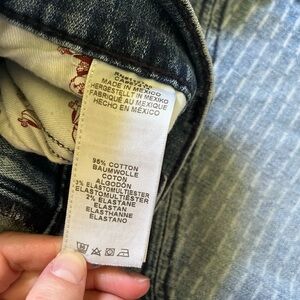 MADE IN MEXICO
HERGESTELLT IN MEXIKO
FABRIQUÉ AU MEXIQUE
HECHO EN MÉXICO
95% COTTON
BAUMWOLLE
COTON
ALGODÓN
3% ELASTOMULTIESTER
ELASTOMULTIESTER
2% ELASTANE
ELASTAN
ELASTHANNE
ELASTANO